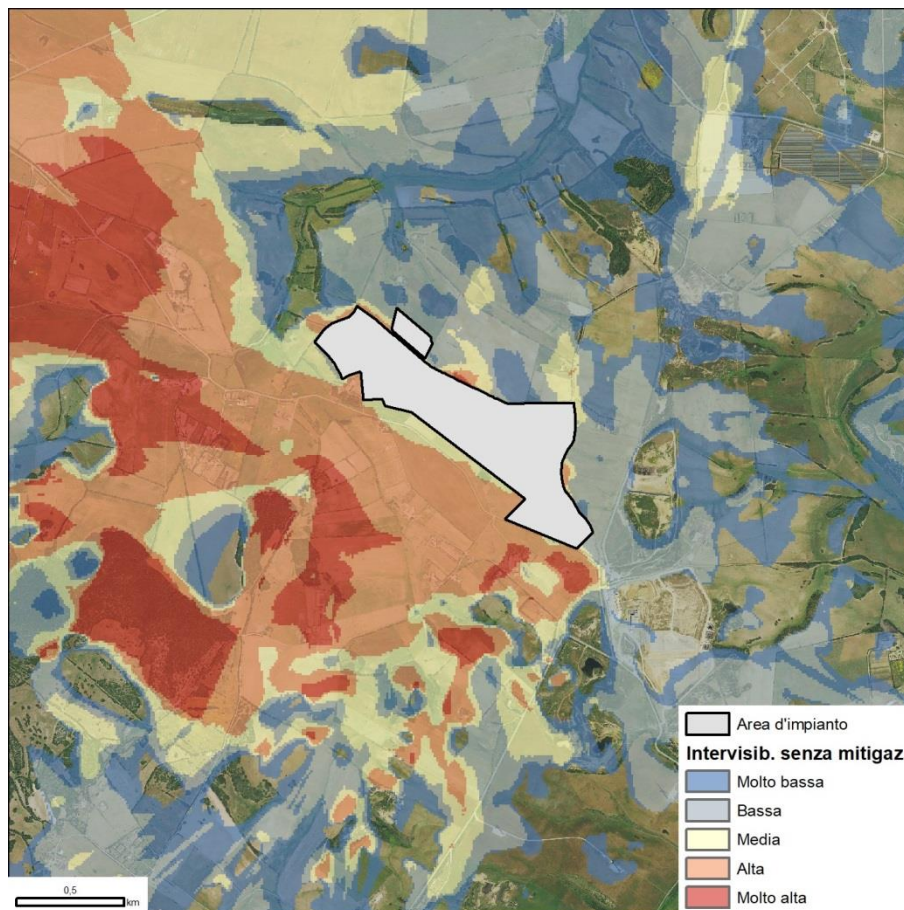 Area d'impianto
Intervisib. senza mitigaz
Molto bassa
Bassa
Media
Alta
Molto alta
0,5
km